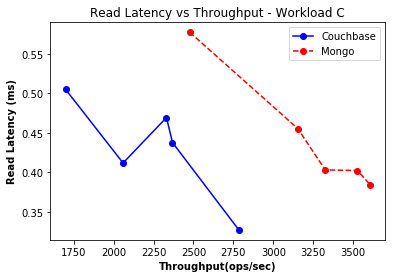 Read Latency vs Throughput - Workload C
Couchbase
Mongo
Read Latency (ms)
0.55
0.50
0.45
0.40
0.35
1750
2000
2250
2500
2750
3000
3250
3500
Throughput(ops/sec)